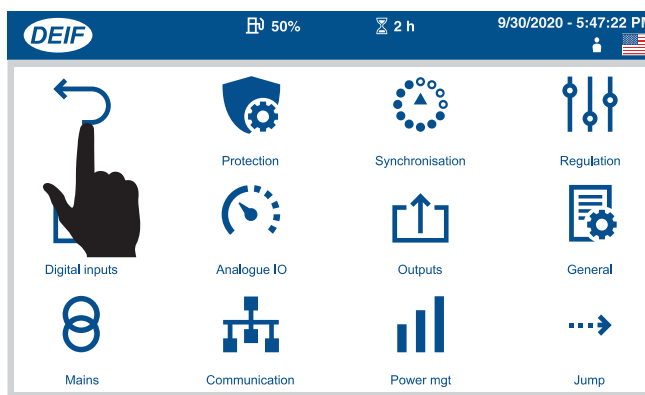 DEIF
50%
2 h
9/30/2020 - 5:47:22 PM
Protection
Synchronisation
Regulation
Digital inputs
Analogue IO
Outputs
General
Mains
Communication
Power mgt
Jump